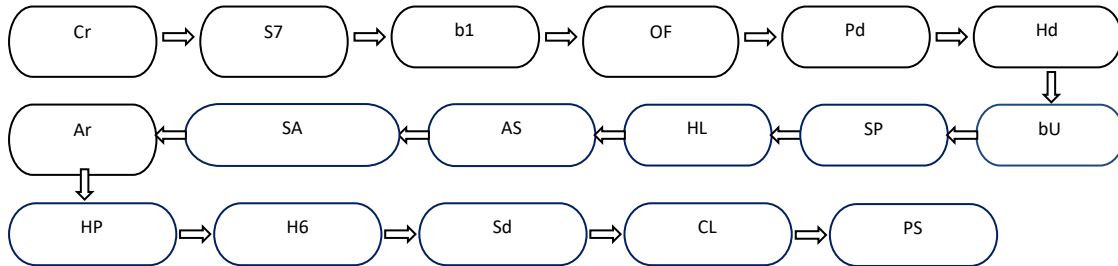 Cr S7 b1 OF Pd Hd
Ar SA AS HL SP bU
HP H6 Sd CL PS